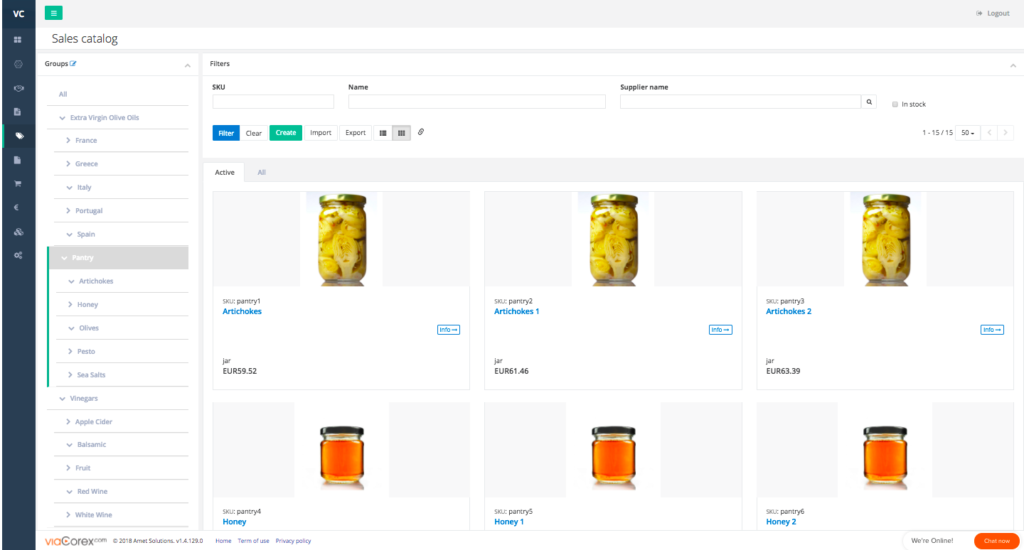 VC
Logout
Sales catalog
Groups
All
Extra Virgin Olive Oils
France
Greece
Italy
Portugal
Spain
Pantry
Artichokes
Honey
Olives
Pesto
Sea Salts
Vinegars
Apple Cider
Balsamic
Fruit
Red Wine
White Wine
Filters
SKU Name Supplier name
In stock
Filter Clear Create Import Export 1 - 15 / 15 50
Active All
SKU: pantry1 SKU: pantry2 SKU: pantry3
Artichokes Artichokes 1 Artichokes 2
Info Info Info
jar jar jar
EUR59.52 EUR61.46 EUR63.39
SKU: pantry4 SKU: pantry5 SKU: pantry6
Honey Honey 1 Honey 2
viaCorex.com © 2018 Amet Solutions. v1.4.128.0 Home Term of use Privacy policy We're Online! Chat now